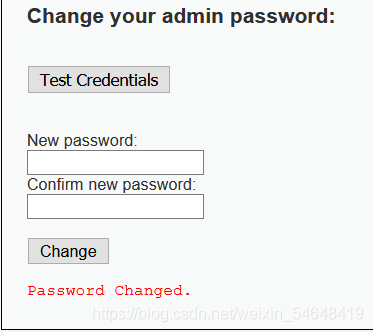 Change your admin password:
Test Credentials
New password:
Confirm new password:
Change
Password Changed.
https://blog.csdn.net/weixin_54648419